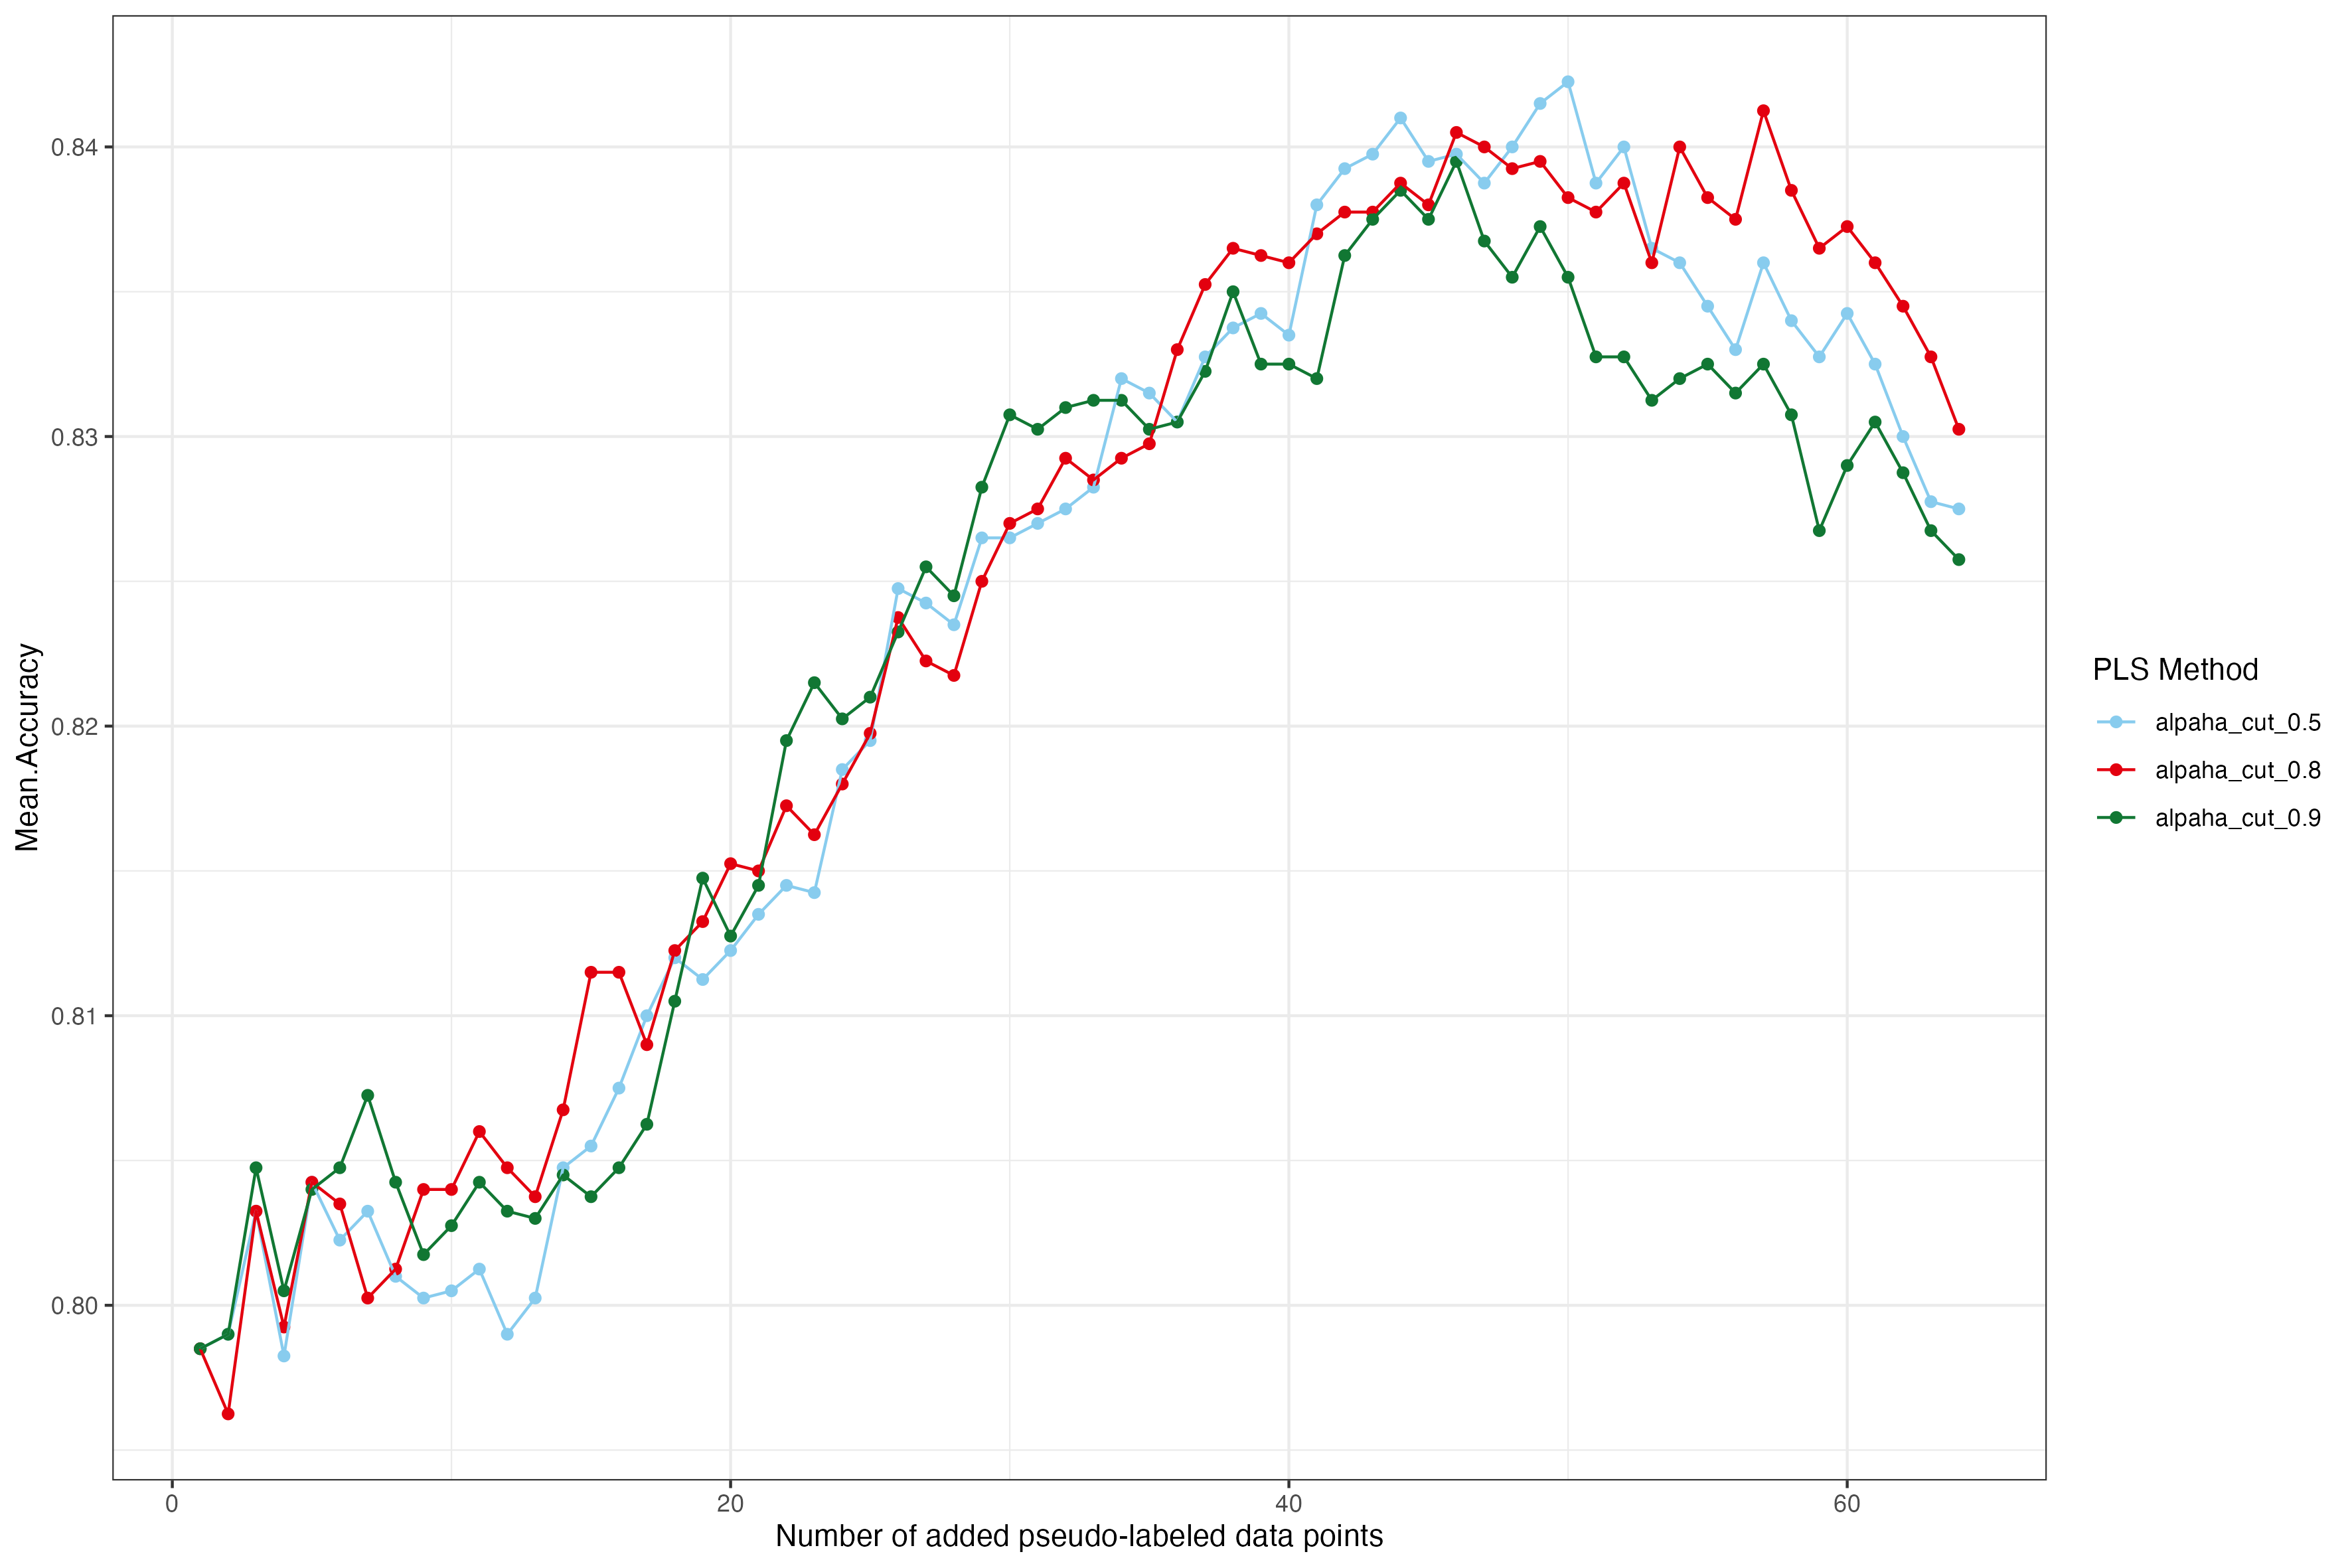 Mean.Accuracy
0.84
0.83
0.82
0.81
0.80
0
20
40
60
Number of added pseudo-labeled data points
PLS Method
alpaha_cut_0.5
alpaha_cut_0.8
alpaha_cut_0.9